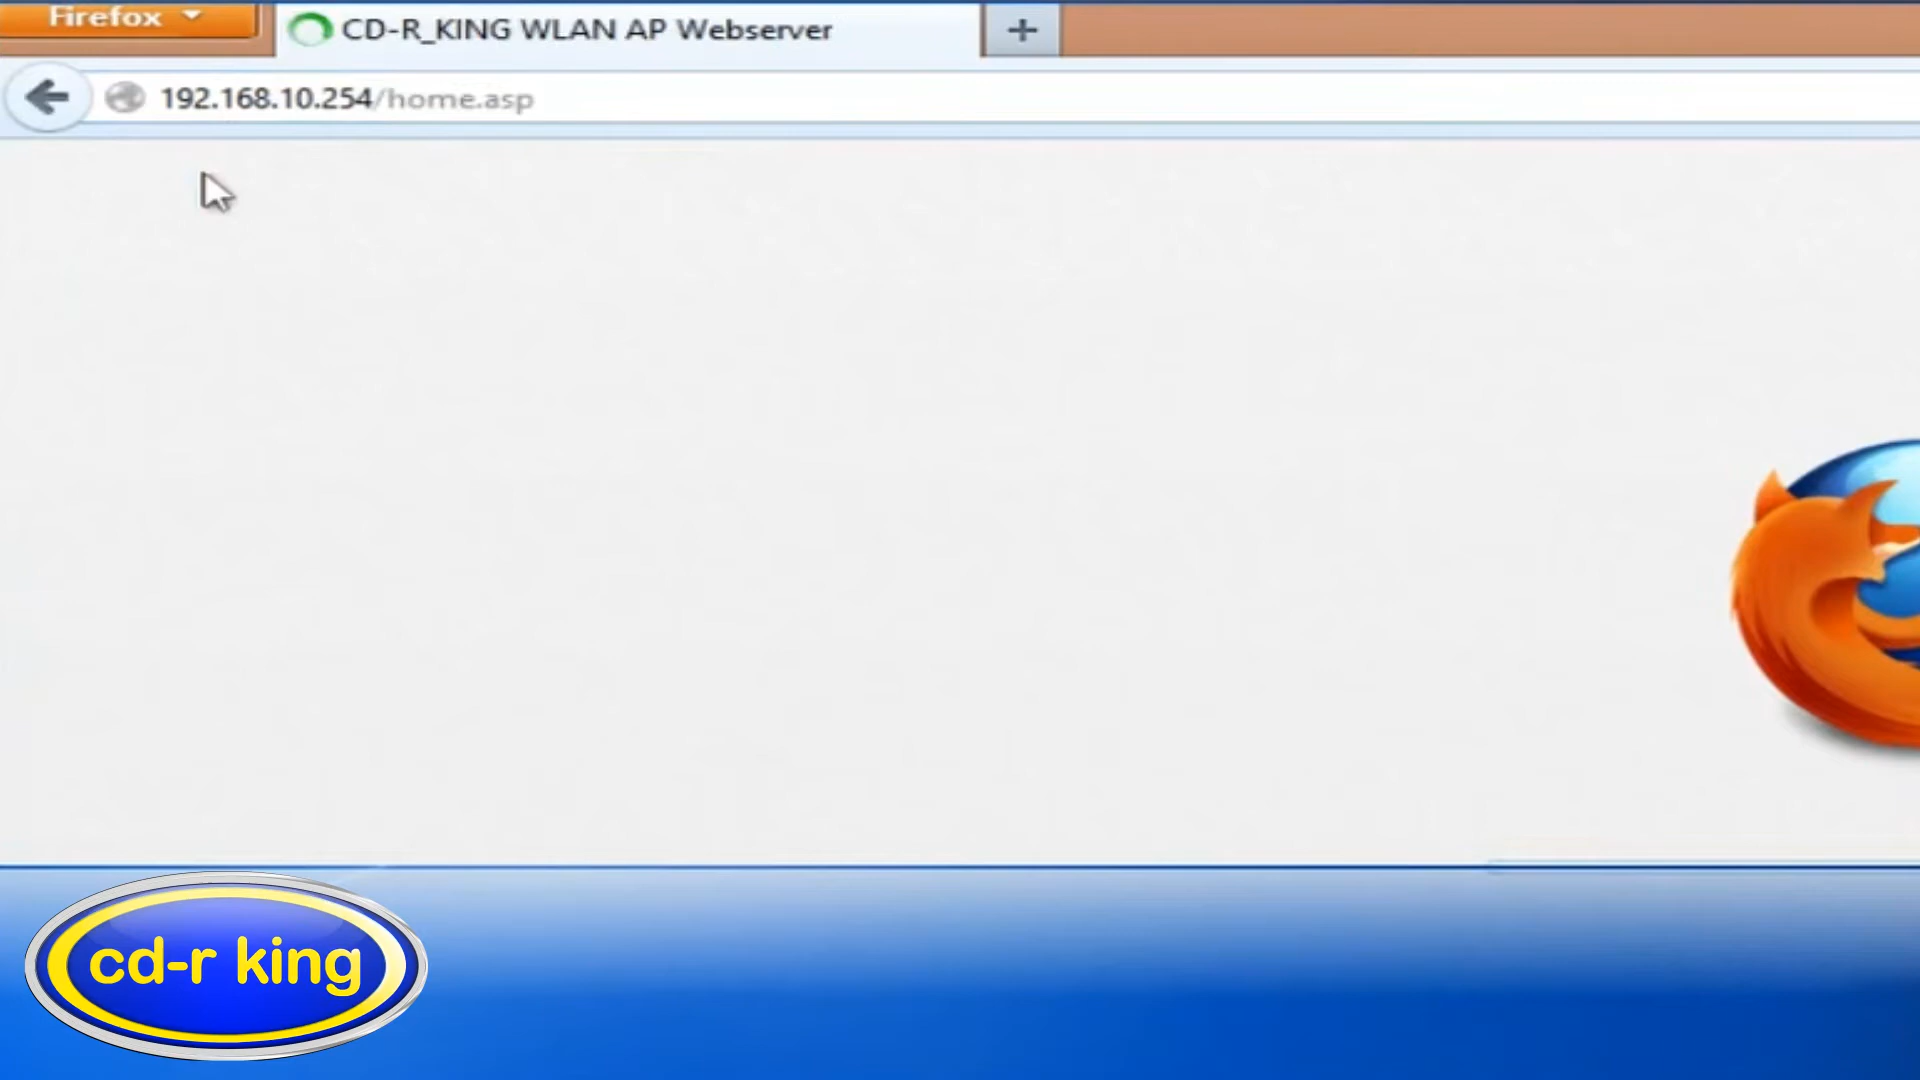 Firefox
CD-R_KING WLAN AP Webserver
192.168.10.254/home.asp
cd-r king